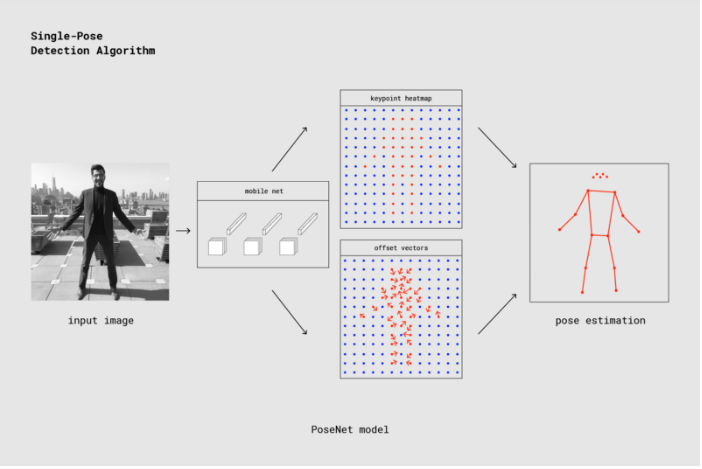 Single-Pose
Detection Algorithm
keypoint heatmap
mobile net
offset vectors
input image
pose estimation
PoseNet model